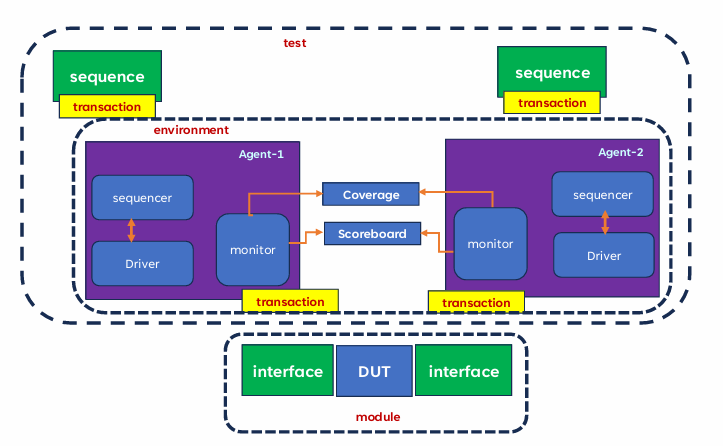 test
sequence
sequence
transaction
transaction
environment
Agent-1
Agent-2
sequencer
Coverage
sequencer
Scoreboard
monitor
monitor
Driver
Driver
transaction
transaction
interface
DUT
interface
module